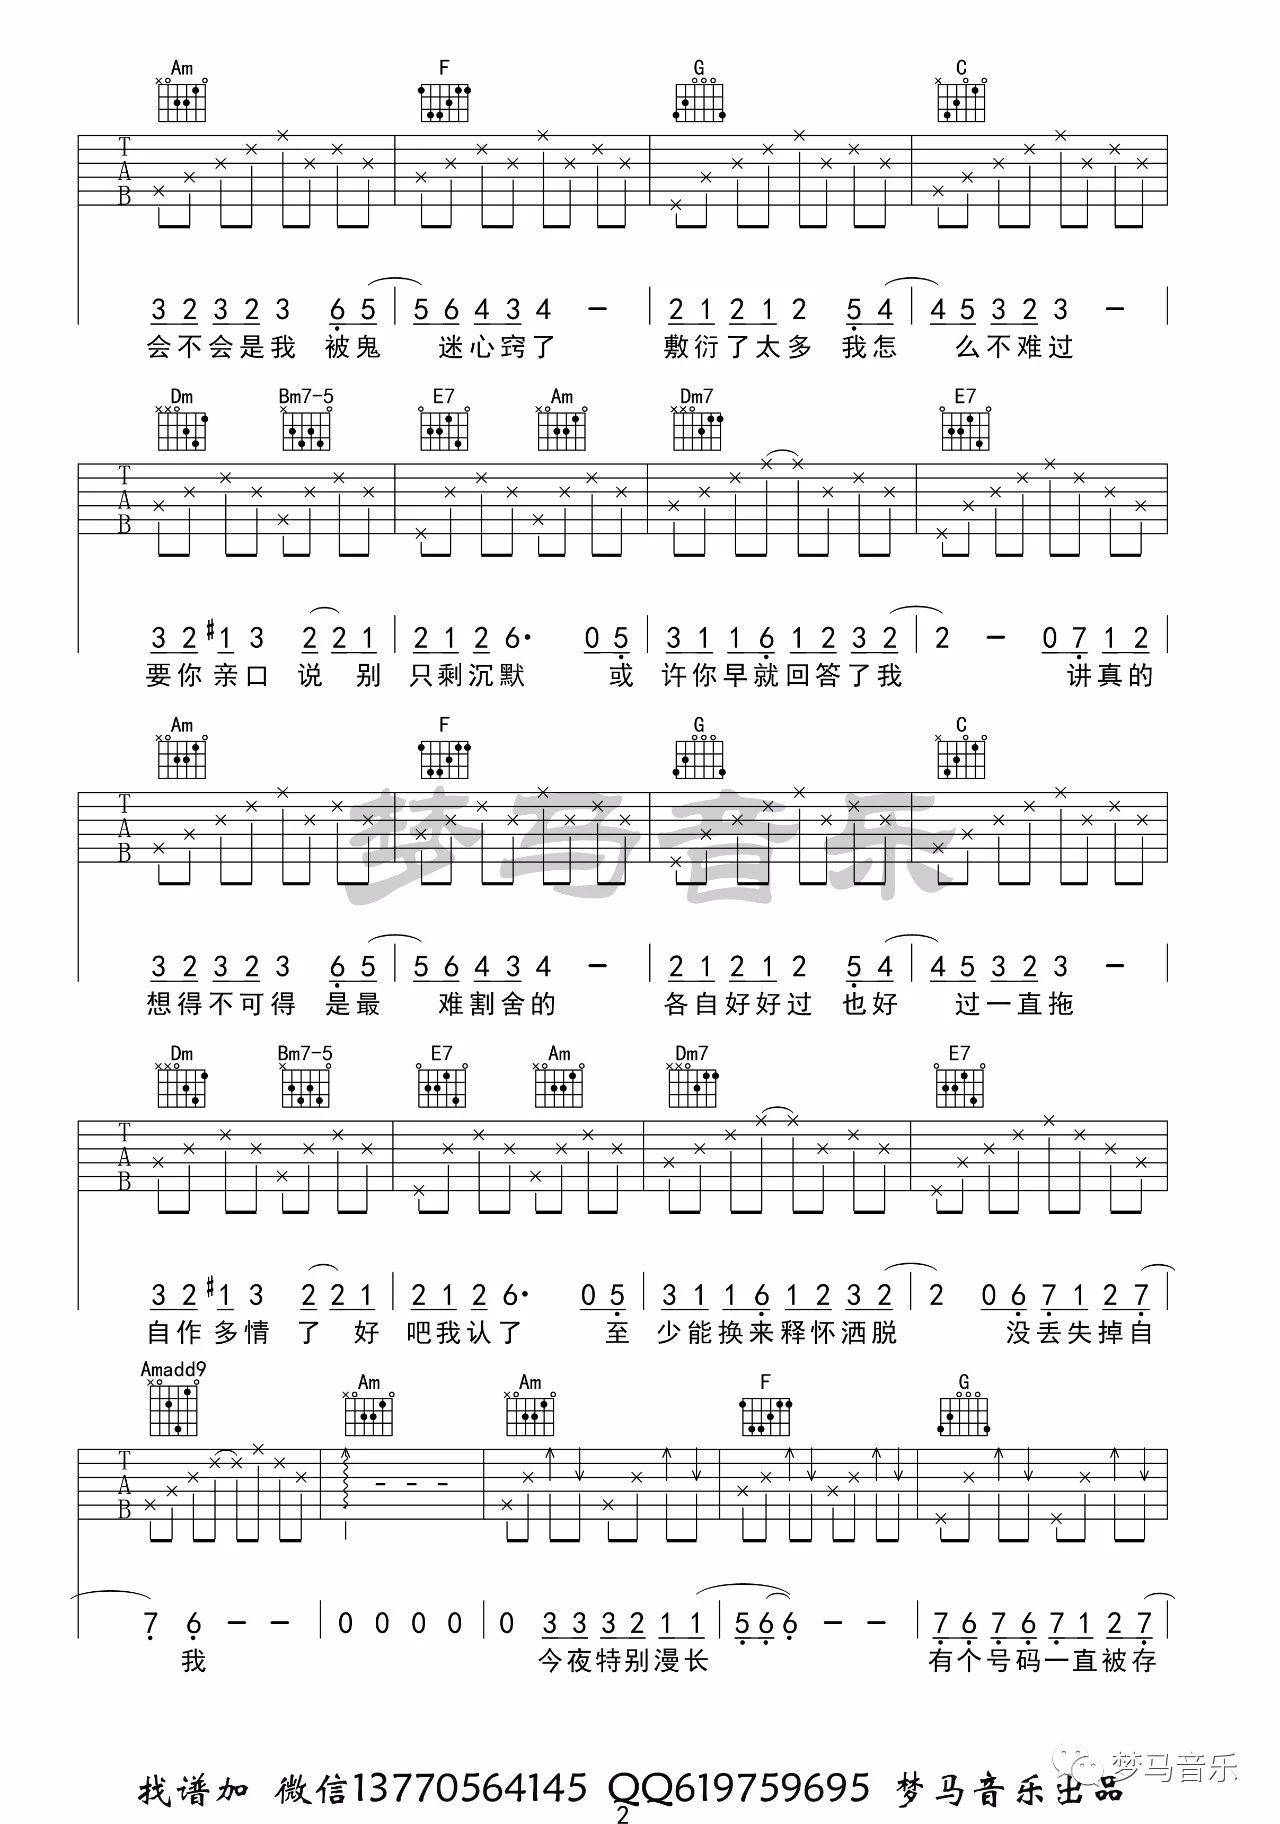 Am F G C
T
A
B
3 2 3 2 3 6 5 5 6 4 3 4 - 2 1 2 1 2 5 4 4 5 3 2 3 -
会不会是我 被鬼 迷心窍了 敷衍了太多 我怎 么不难过
Dm Bm7-5 E7 Am Dm7 E7
T
A
B
3 2 #1 3 2 2 1 2 1 2 6· 0 5 3 1 1 6 1 2 3 2 2 - 0 7 1 2
要你亲口 说 别 只剩沉默 或 许你早就回答了我 讲真的
Am F G C
T
A
B
梦马音乐
3 2 3 2 3 6 5 5 6 4 3 4 - 2 1 2 1 2 5 4 4 5 3 2 3 -
想得不可得 是最 难割舍的 各自好好过 也好 过一直拖
Dm Bm7-5 E7 Am Dm7 E7
T
A
B
3 2 #1 3 2 2 1 2 1 2 6· 0 5 3 1 1 6 1 2 3 2 2 0 6 7 1 2 7
自作多情 了 好 吧我认了 至 少能换来释怀洒脱 没丢失掉自
Amadd9 Am Am F G
T
A
B
7 6 - - 0 0 0 0 0 3 3 3 2 1 1 5 6 6 - - 7 6 7 6 7 1 2 7
我 今夜特别漫长 有个号码一直被存
梦马音乐
找谱加 微信13770564145 QQ619759695 梦马音乐出品
2